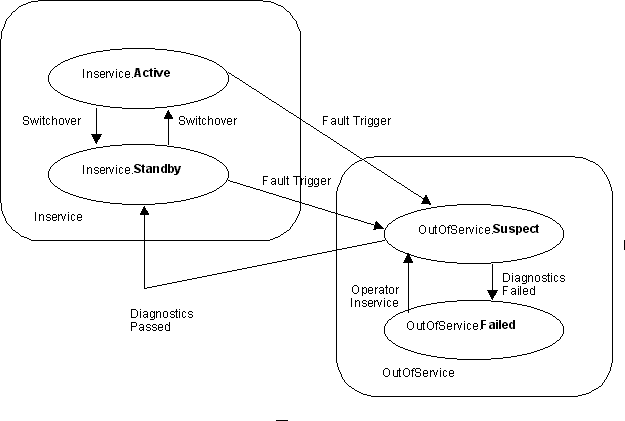 Inservice.Active
Switchover
Switchover
Fault Trigger
Inservice.Standby
Fault Trigger
Inservice
OutOfService.Suspect
Operator
Inservice
Diagnostics
Failed
Diagnostics
Passed
OutOfService.Failed
OutOfService